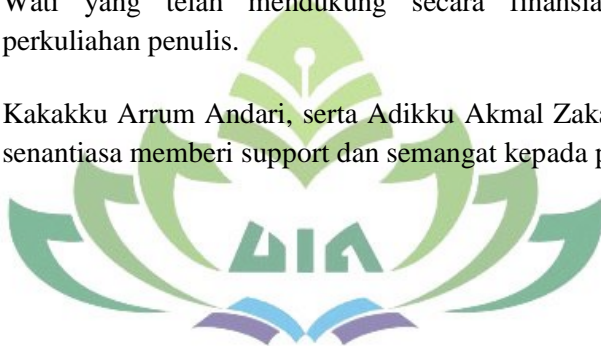 Wati yang telah mendukung secara finansia
perkuliahan penulis.
Kakakku Arrum Andari, serta Adikku Akmal Zaka
senantiasa memberi support dan semangat kepada p
UIN